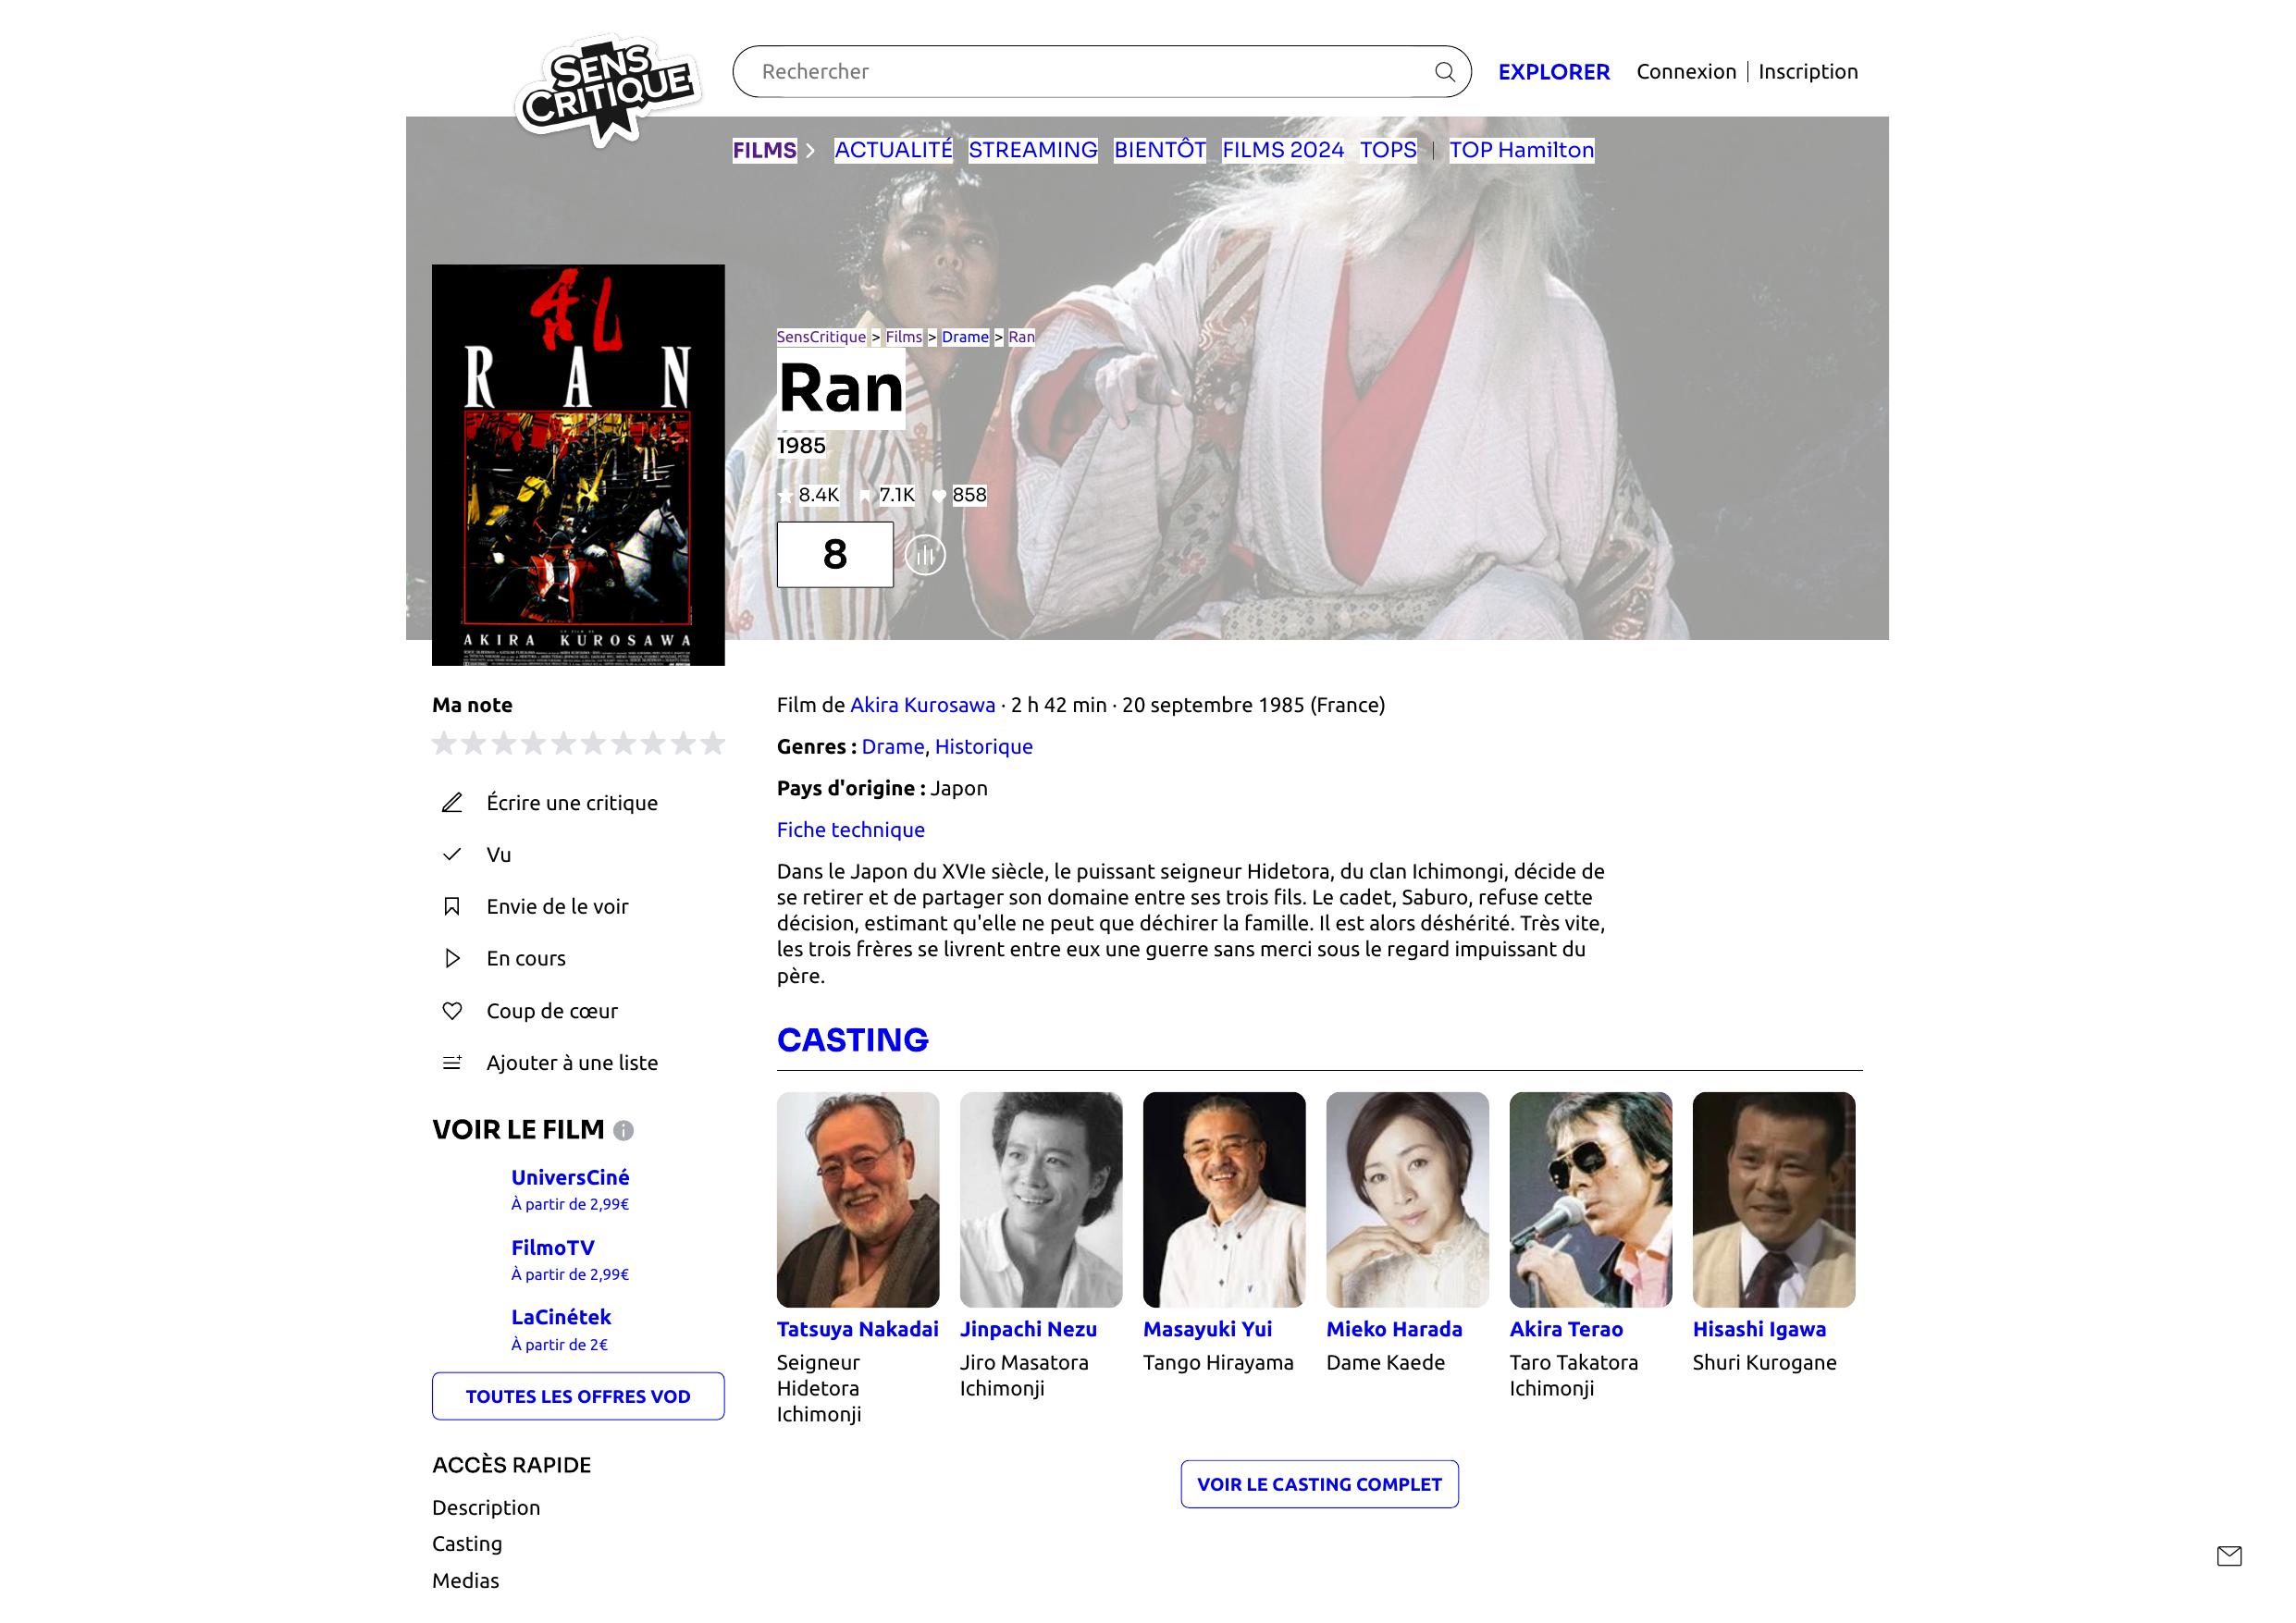 SENS
CRITIQUE
Rechercher
EXPLORER
Connexion | Inscription
FILMS
ACTUALITÉ STREAMING BIENTÔT FILMS 2024 TOPS | TOP Hamilton
乱
RAN
AKIRA KUROSAWA
SensCritique > Films > Drame > Ran
Ran
1985
8.4K 7.1K 858
8
Ma note
Écrire une critique
Vu
Envie de le voir
En cours
Coup de cœur
Ajouter à une liste
VOIR LE FILM
UniversCiné
À partir de 2,99€
FilmoTV
À partir de 2,99€
LaCinétek
À partir de 2€
TOUTES LES OFFRES VOD
ACCÈS RAPIDE
Description
Casting
Medias
Film de Akira Kurosawa · 2 h 42 min · 20 septembre 1985 (France)
Genres : Drame, Historique
Pays d'origine : Japon
Fiche technique
Dans le Japon du XVIe siècle, le puissant seigneur Hidetora, du clan Ichimongi, décide de
se retirer et de partager son domaine entre ses trois fils. Le cadet, Saburo, refuse cette
décision, estimant qu'elle ne peut que déchirer la famille. Il est alors déshérité. Très vite,
les trois frères se livrent entre eux une guerre sans merci sous le regard impuissant du
père.
CASTING
Tatsuya Nakadai
Seigneur
Hidetora
Ichimonji
Jinpachi Nezu
Jiro Masatora
Ichimonji
Masayuki Yui
Tango Hirayama
Mieko Harada
Dame Kaede
Akira Terao
Taro Takatora
Ichimonji
Hisashi Igawa
Shuri Kurogane
VOIR LE CASTING COMPLET